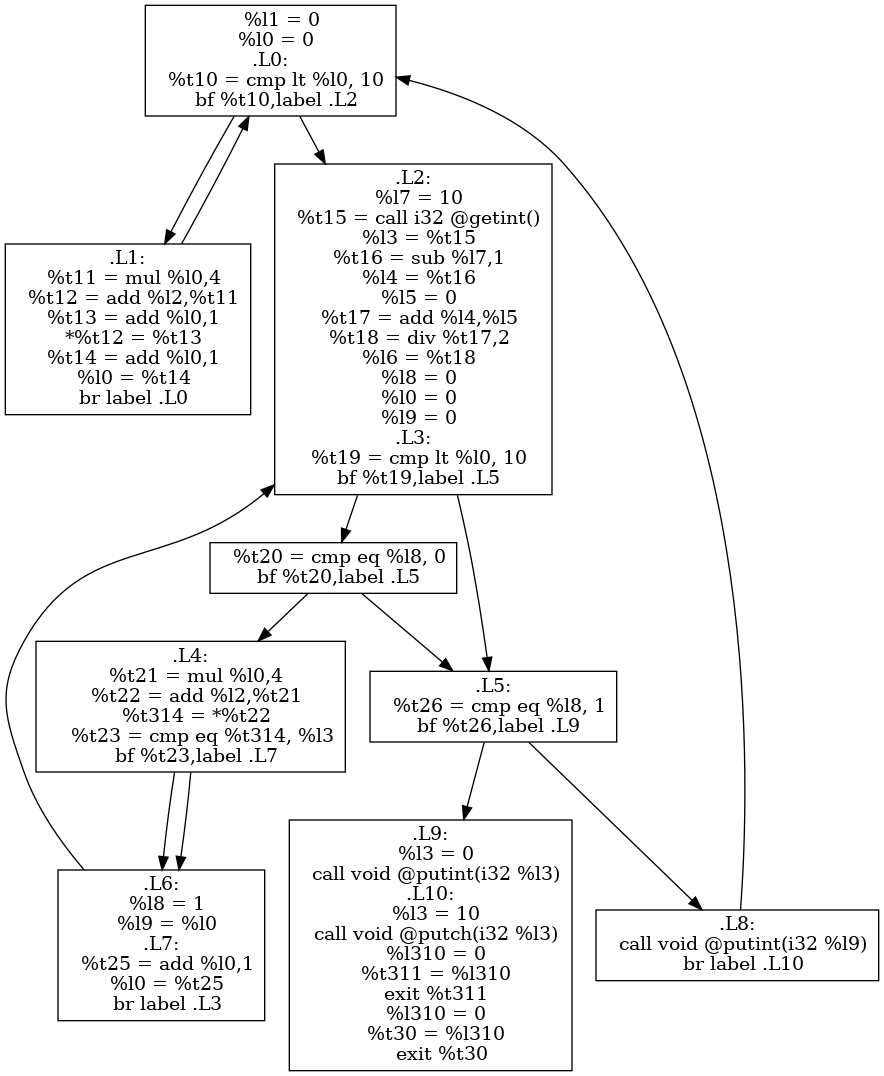 %l1 = 0
%l0 = 0
.L0:
%t10 = cmp lt %l0, 10
bf %t10,label .L2
.L1:
%t11 = mul %l0,4
%t12 = add %l2,%t11
%t13 = add %l0,1
*%t12 = %t13
%t14 = add %l0,1
%l0 = %t14
br label .L0
.L2:
%l7 = 10
%t15 = call i32 @getint()
%l3 = %t15
%t16 = sub %l7,1
%l4 = %t16
%l5 = 0
%t17 = add %l4,%l5
%t18 = div %t17,2
%l6 = %t18
%l8 = 0
%l0 = 0
%l9 = 0
.L3:
%t19 = cmp lt %l0, 10
bf %t19,label .L5
%t20 = cmp eq %l8, 0
bf %t20,label .L5
.L4:
%t21 = mul %l0,4
%t22 = add %l2,%t21
%t314 = *%t22
%t23 = cmp eq %t314, %l3
bf %t23,label .L7
.L5:
%t26 = cmp eq %l8, 1
bf %t26,label .L9
.L6:
%l8 = 1
%l9 = %l0
.L7:
%t25 = add %l0,1
%l0 = %t25
br label .L3
.L9:
%l3 = 0
call void @putint(i32 %l3)
.L10:
%l3 = 10
call void @putch(i32 %l3)
%l310 = 0
%t311 = %l310
exit %t311
%l310 = 0
%t30 = %l310
exit %t30
.L8:
call void @putint(i32 %l9)
br label .L10